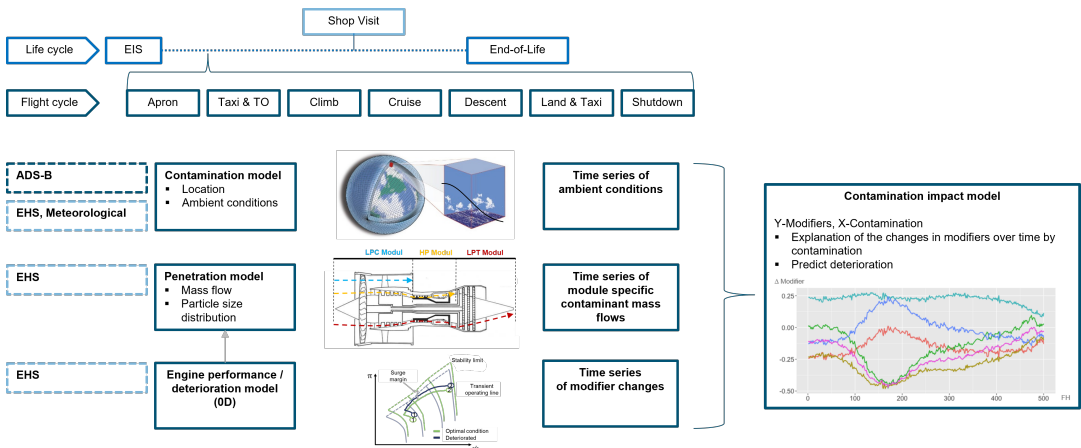 Shop Visit
Life cycle
EIS
End-of-Life
Flight cycle
Apron
Taxi & TO
Climb
Cruise
Descent
Land & Taxi
Shutdown
ADS-B
EHS, Meteorological
Contamination model
▪ Location
▪ Ambient conditions
Time series of
ambient conditions
EHS
Penetration model
▪ Mass flow
▪ Particle size
distribution
LPC Modul
HP Modul
LPT Modul
Time series of
module specific
contaminant mass
flows
EHS
Engine performance /
deterioration model
(0D)
π
Surge
margin
Stability limit
Transient
operating line
Optimal condition
Deteriorated
Time series
of modifier changes
Contamination impact model
Y-Modifiers, X-Contamination
▪ Explanation of the changes in modifiers over time by
contamination
▪ Predict deterioration
Δ Modifier
0.25
0.00
-0.25
-0.50
0
100
200
300
400
500
FH